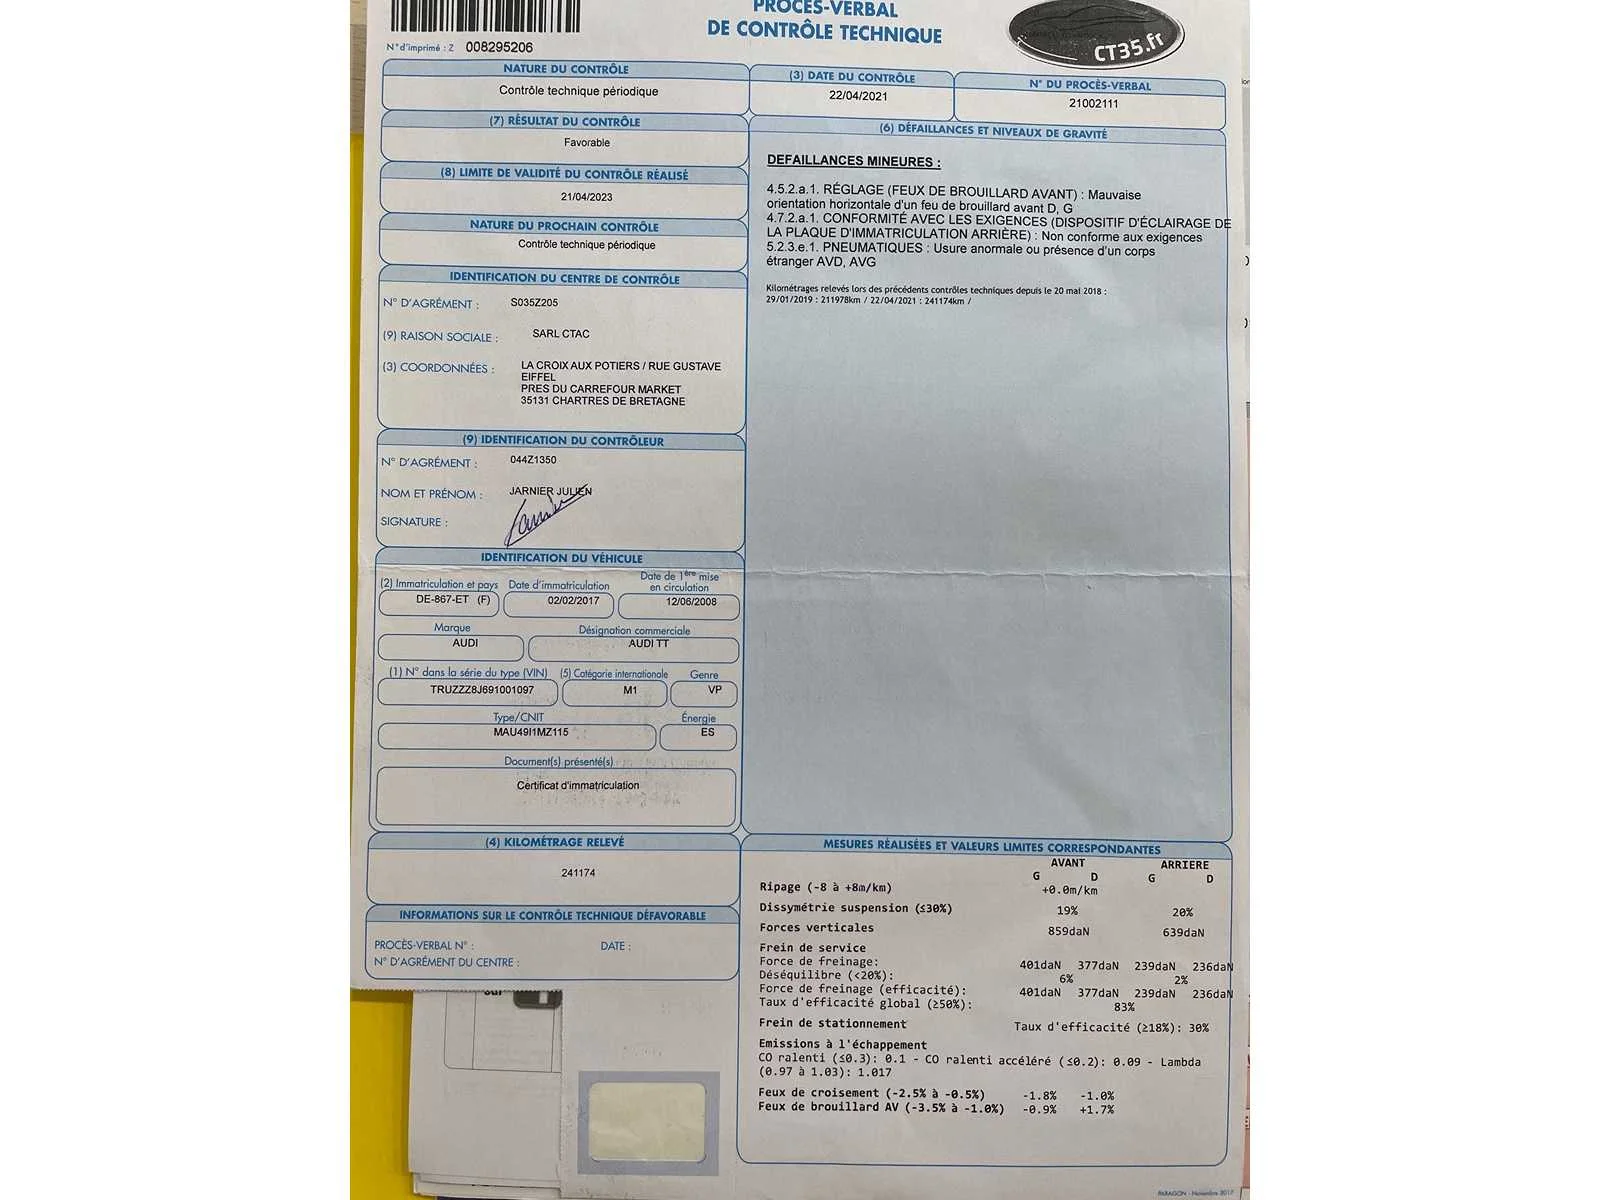 PROCÈS-VERBAL
DE CONTRÔLE TECHNIQUE
CT35.fr
N° d'imprimé : Z 008295206
NATURE DU CONTRÔLE
Contrôle technique périodique
(3) DATE DU CONTRÔLE
22/04/2021
N° DU PROCÈS-VERBAL
21002111
(7) RÉSULTAT DU CONTRÔLE
Favorable
(8) LIMITE DE VALIDITÉ DU CONTRÔLE RÉALISÉ
21/04/2023
NATURE DU PROCHAIN CONTRÔLE
Contrôle technique périodique
IDENTIFICATION DU CENTRE DE CONTRÔLE
N° D'AGRÉMENT : S035Z205
(9) RAISON SOCIALE : SARL CTAC
(3) COORDONNÉES : LA CROIX AUX POTIERS / RUE GUSTAVE
EIFFEL
PRES DU CARREFOUR MARKET
35131 CHARTRES DE BRETAGNE
(9) IDENTIFICATION DU CONTRÔLEUR
N° D'AGRÉMENT : 044Z1350
NOM ET PRÉNOM : JARNIER JULIEN
SIGNATURE :
IDENTIFICATION DU VÉHICULE
(2) Immatriculation et pays
DE-867-ET (F)
Date d'immatriculation
02/02/2017
Date de 1ère mise
en circulation
12/06/2008
Marque
AUDI
Désignation commerciale
AUDI TT
(1) N° dans la série du type (VIN)
TRUZZZ8J691001097
(5) Catégorie internationale
M1
Genre
VP
Type/CNIT
MAU49I1MZ115
Énergie
ES
Document(s) présenté(s)
Certificat d'immatriculation
(4) KILOMÉTRAGE RELEVÉ
241174
INFORMATIONS SUR LE CONTRÔLE TECHNIQUE DÉFAVORABLE
PROCÈS-VERBAL N° : DATE :
N° D'AGRÉMENT DU CENTRE :
(6) DÉFAILLANCES ET NIVEAUX DE GRAVITÉ
DEFAILLANCES MINEURES :
4.5.2.a.1. RÉGLAGE (FEUX DE BROUILLARD AVANT) : Mauvaise
orientation horizontale d'un feu de brouillard avant D, G
4.7.2.a.1. CONFORMITÉ AVEC LES EXIGENCES (DISPOSITIF D'ÉCLAIRAGE DE
LA PLAQUE D'IMMATRICULATION ARRIÈRE) : Non conforme aux exigences
5.2.3.e.1. PNEUMATIQUES : Usure anormale ou présence d'un corps
étranger AVD, AVG
Kilométrages relevés lors des précédents contrôles techniques depuis le 20 mai 2018 :
29/01/2019 : 211978km / 22/04/2021 : 241174km /
MESURES RÉALISÉES ET VALEURS LIMITES CORRESPONDANTES
AVANT ARRIERE
G D G D
Ripage (-8 à +8m/km) +0.0m/km
Dissymétrie suspension (≤30%) 19% 20%
Forces verticales 859daN 639daN
Frein de service
Force de freinage: 401daN 377daN 239daN 236daN
Déséquilibre (<20%): 6% 2%
Force de freinage (efficacité): 401daN 377daN 239daN 236daN
Taux d'efficacité global (≥50%): 83%
Frein de stationnement Taux d'efficacité (≥18%): 30%
Emissions à l'échappement
CO ralenti (≤0.3): 0.1 - CO ralenti accéléré (≤0.2): 0.09 - Lambda
(0.97 à 1.03): 1.017
Feux de croisement (-2.5% à -0.5%) -1.8% -1.0%
Feux de brouillard AV (-3.5% à -1.0%) -0.9% +1.7%
PARAGON - Novembre 2017